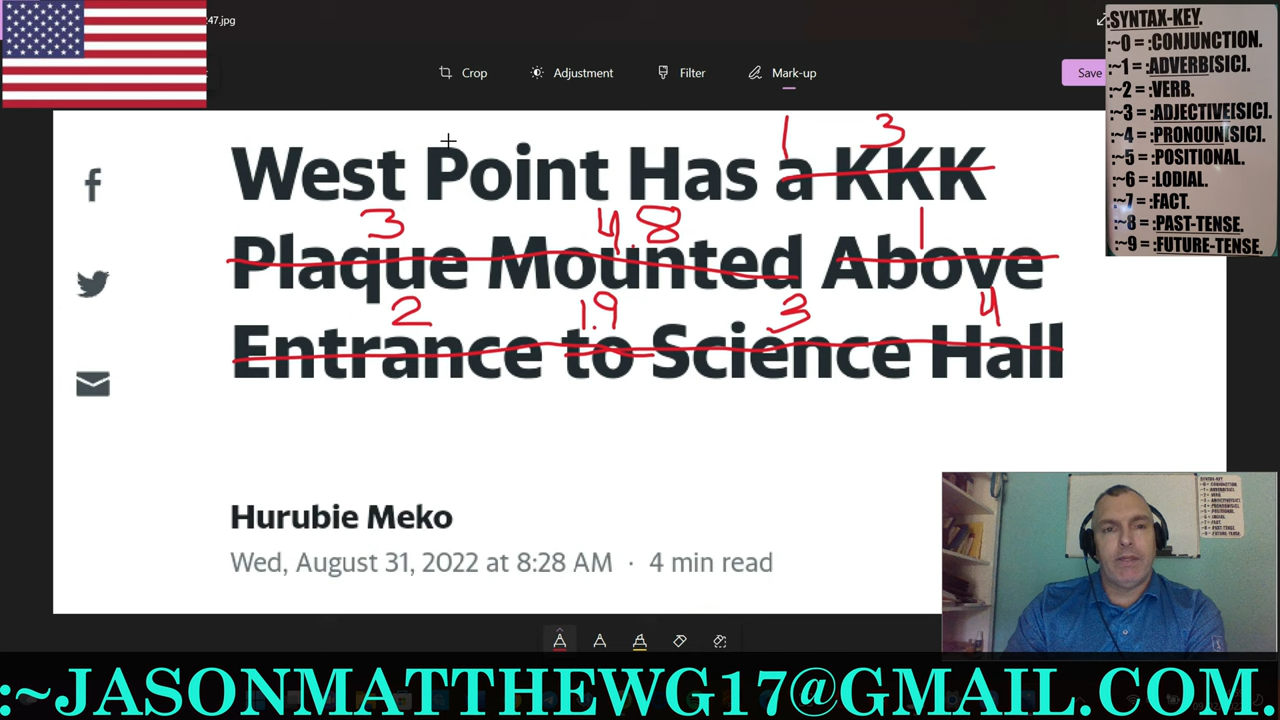 47.jpg
Crop
Adjustment
Filter
Mark-up
Save
:SYNTAX-KEY.
:~0 = :CONJUNCTION.
:~1 = :ADVERB[SIC].
:~2 = :VERB.
:~3 = :ADJECTIVE[SIC].
:~4 = :PRONOUN[SIC].
:~5 = :POSITIONAL.
:~6 = :LODIAL.
:~7 = :FACT.
:~8 = :PAST-TENSE.
:~9 = :FUTURE-TENSE.
1 3
West Point Has a KKK
3 4.8 1
Plaque Mounted Above
2 1.9 3 4
Entrance to Science Hall
Hurubie Meko
Wed, August 31, 2022 at 8:28 AM · 4 min read
:~JASONMATTHEWG17@GMAIL.COM.